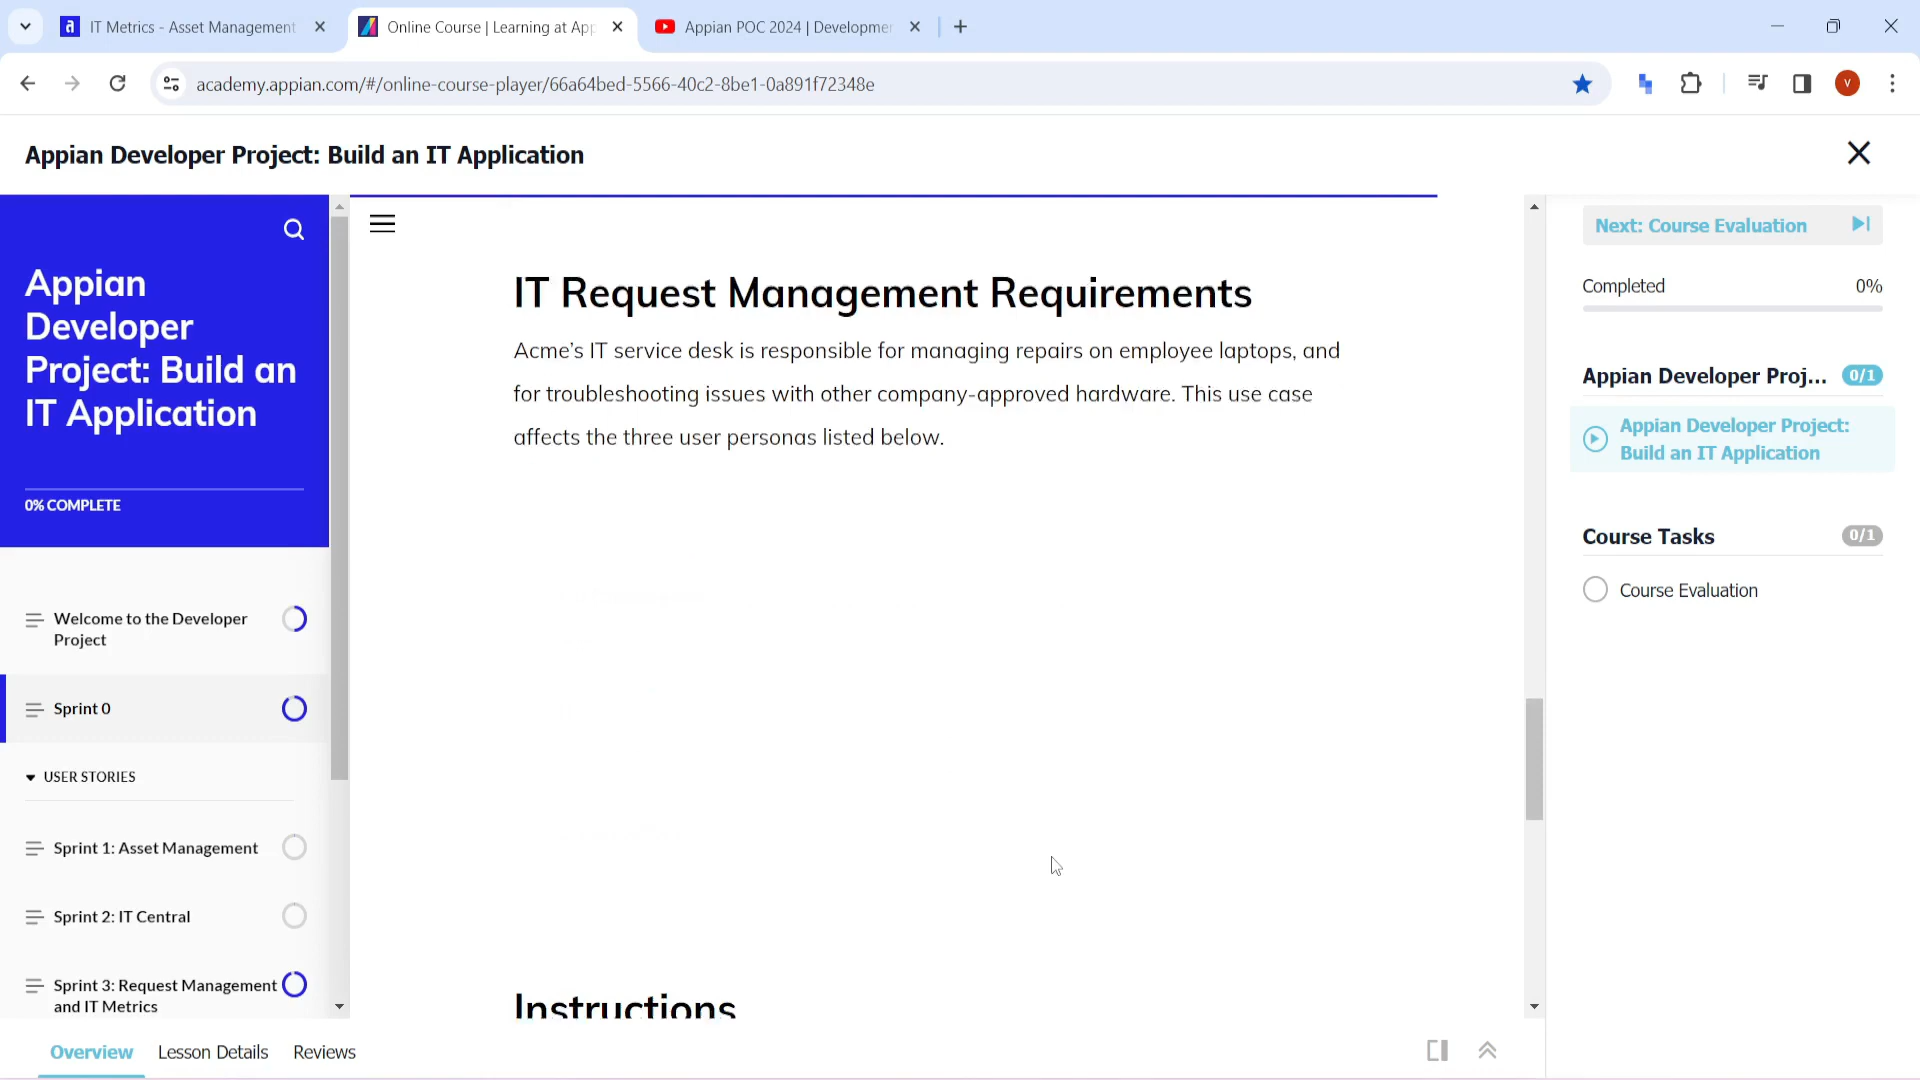 IT Metrics - Asset Management
Online Course | Learning at App
Appian POC 2024 | Developmer
academy.appian.com/#/online-course-player/66a64bed-5566-40c2-8be1-0a891f72348e
V
Appian Developer Project: Build an IT Application
Appian
Developer
Project: Build an
IT Application
0% COMPLETE
Welcome to the Developer
Project
Sprint 0
USER STORIES
Sprint 1: Asset Management
Sprint 2: IT Central
Sprint 3: Request Management
and IT Metrics
IT Request Management Requirements
Acme’s IT service desk is responsible for managing repairs on employee laptops, and
for troubleshooting issues with other company-approved hardware. This use case
affects the three user personas listed below.
Instructions
Next: Course Evaluation
Completed 0%
Appian Developer Proj... 0/1
Appian Developer Project:
Build an IT Application
Course Tasks 0/1
Course Evaluation
Overview Lesson Details Reviews